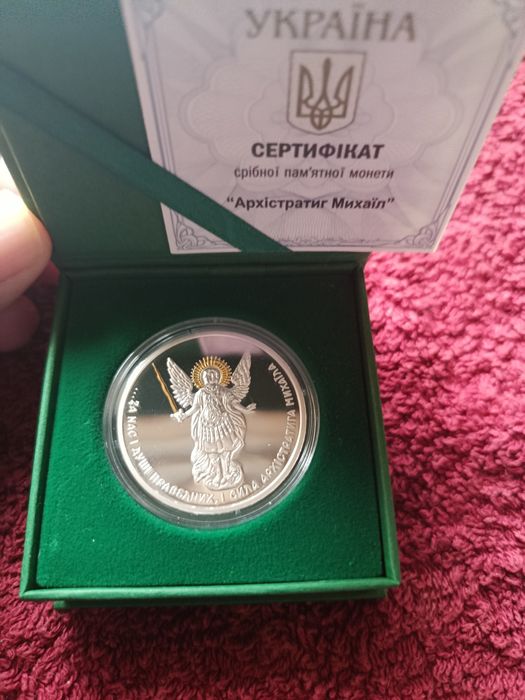 УКРАЇНА
СЕРТИФІКАТ
срібної пам'ятної монети
"Архістратиг Михаїл"
...ЗА НАС І ДУШІ ПРАВЕДНИХ, І СИЛА АРХІСТРАТИГА МИХАЇЛА